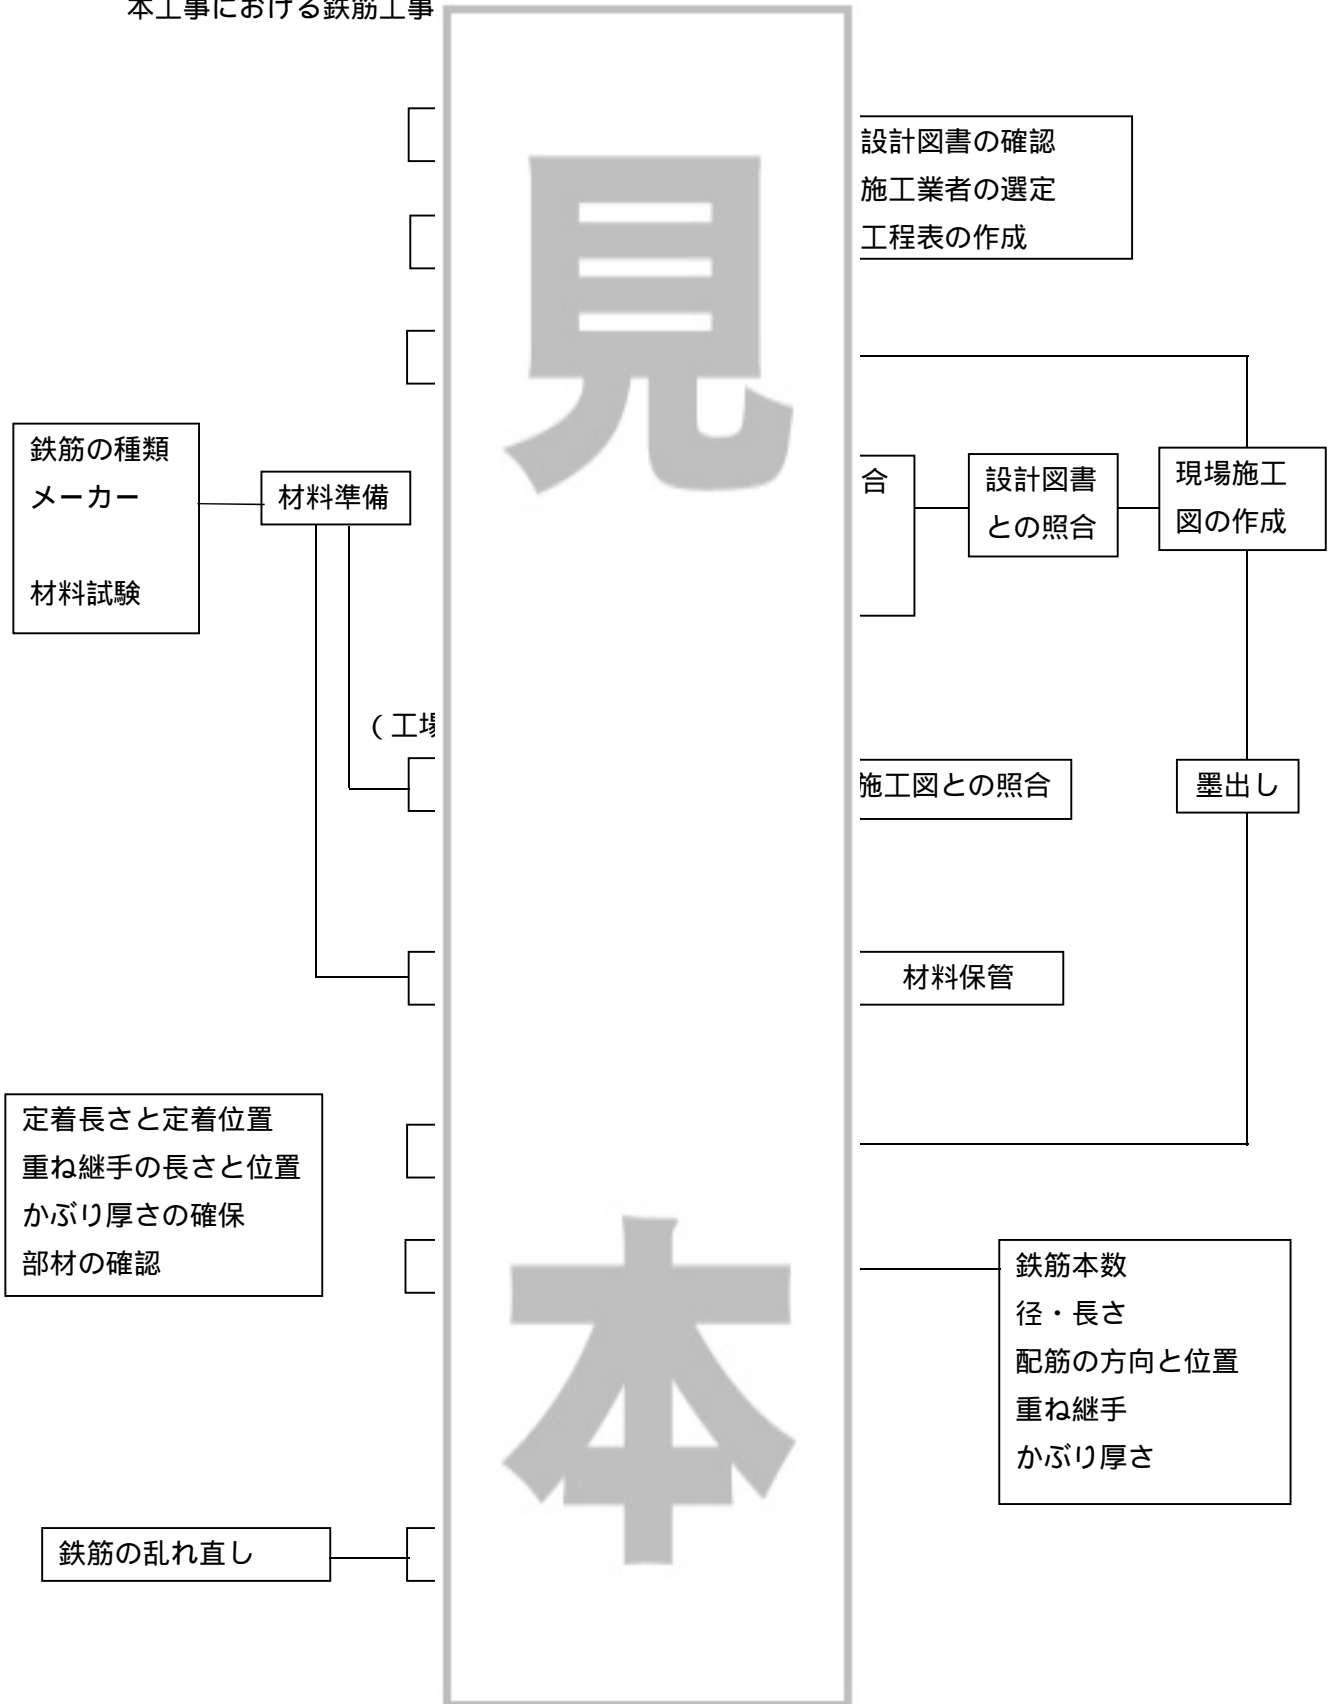 本工事における鉄筋工事
設計図書の確認
施工業者の選定
工程表の作成
鉄筋の種類
メーカー
材料試験
材料準備
合
設計図書
との照合
現場施工
図の作成
（工場
施工図との照合
墨出し
材料保管
定着長さと定着位置
重ね継手の長さと位置
かぶり厚さの確保
部材の確認
鉄筋本数
径・長さ
配筋の方向と位置
重ね継手
かぶり厚さ
鉄筋の乱れ直し
見本